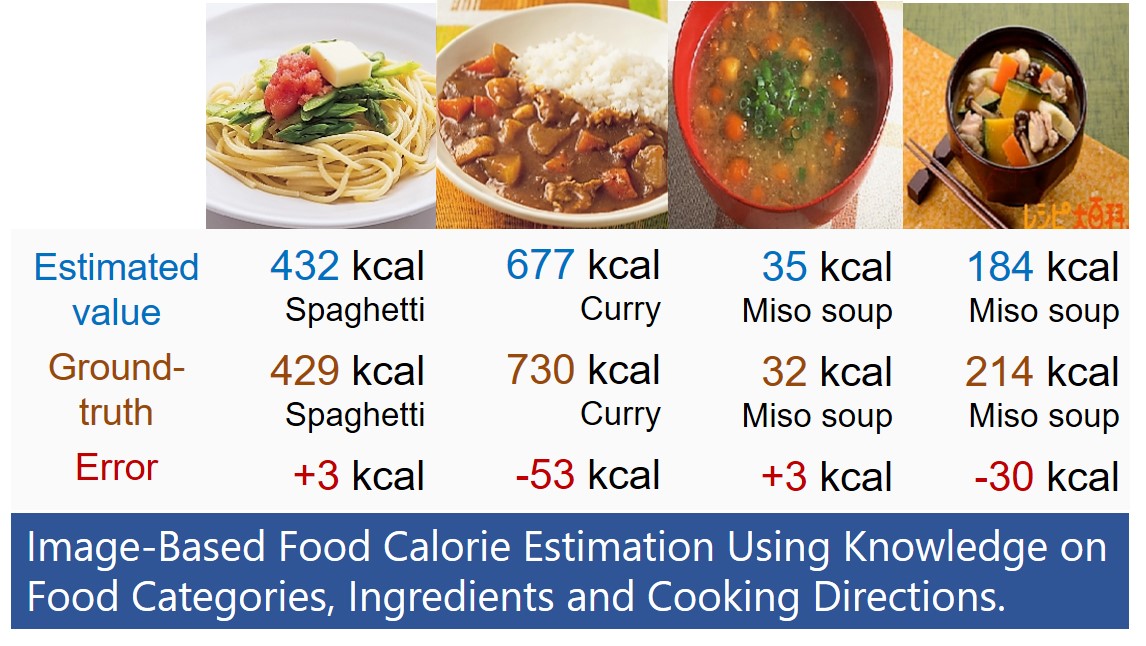 レシピ大百科
Estimated value
432 kcal
Spaghetti
677 kcal
Curry
35 kcal
Miso soup
184 kcal
Miso soup
Ground-truth
429 kcal
Spaghetti
730 kcal
Curry
32 kcal
Miso soup
214 kcal
Miso soup
Error
+3 kcal
-53 kcal
+3 kcal
-30 kcal
Image-Based Food Calorie Estimation Using Knowledge on
Food Categories, Ingredients and Cooking Directions.